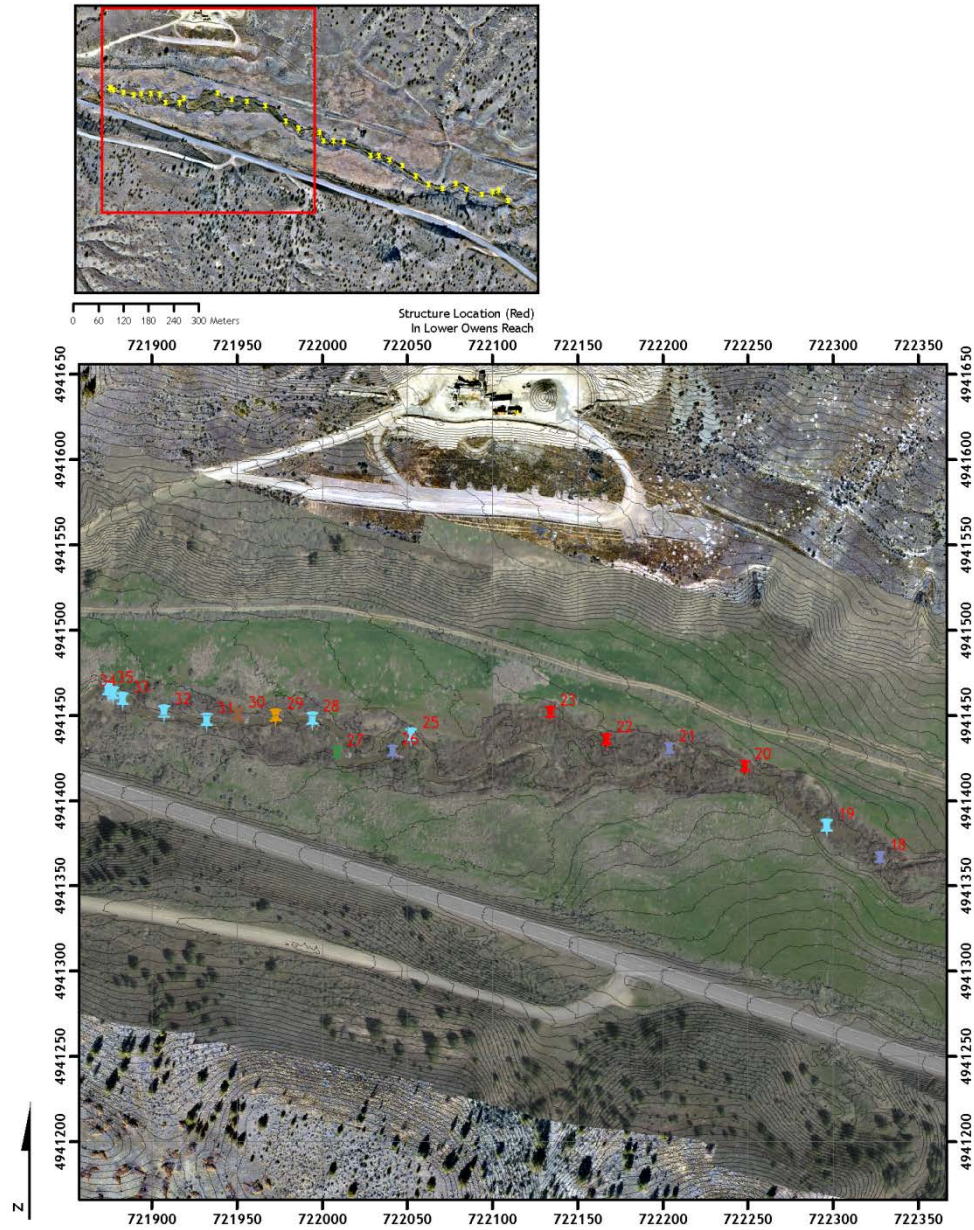 0 60 120 180 240 300 Meters
Structure Location (Red)
In Lower Owens Reach
721900 721950 722000 722050 722100 722150 722200 722250 722300 722350
4941650 4941650
4941600 4941600
4941550 4941550
4941500 4941500
4941450 4941450
4941400 4941400
4941350 4941350
4941300 4941300
4941250 4941250
4941200 4941200
34 35 33 32 31 30 29 28 25 23
27 26 22 21 20
19
18
N
721900 721950 722000 722050 722100 722150 722200 722250 722300 722350